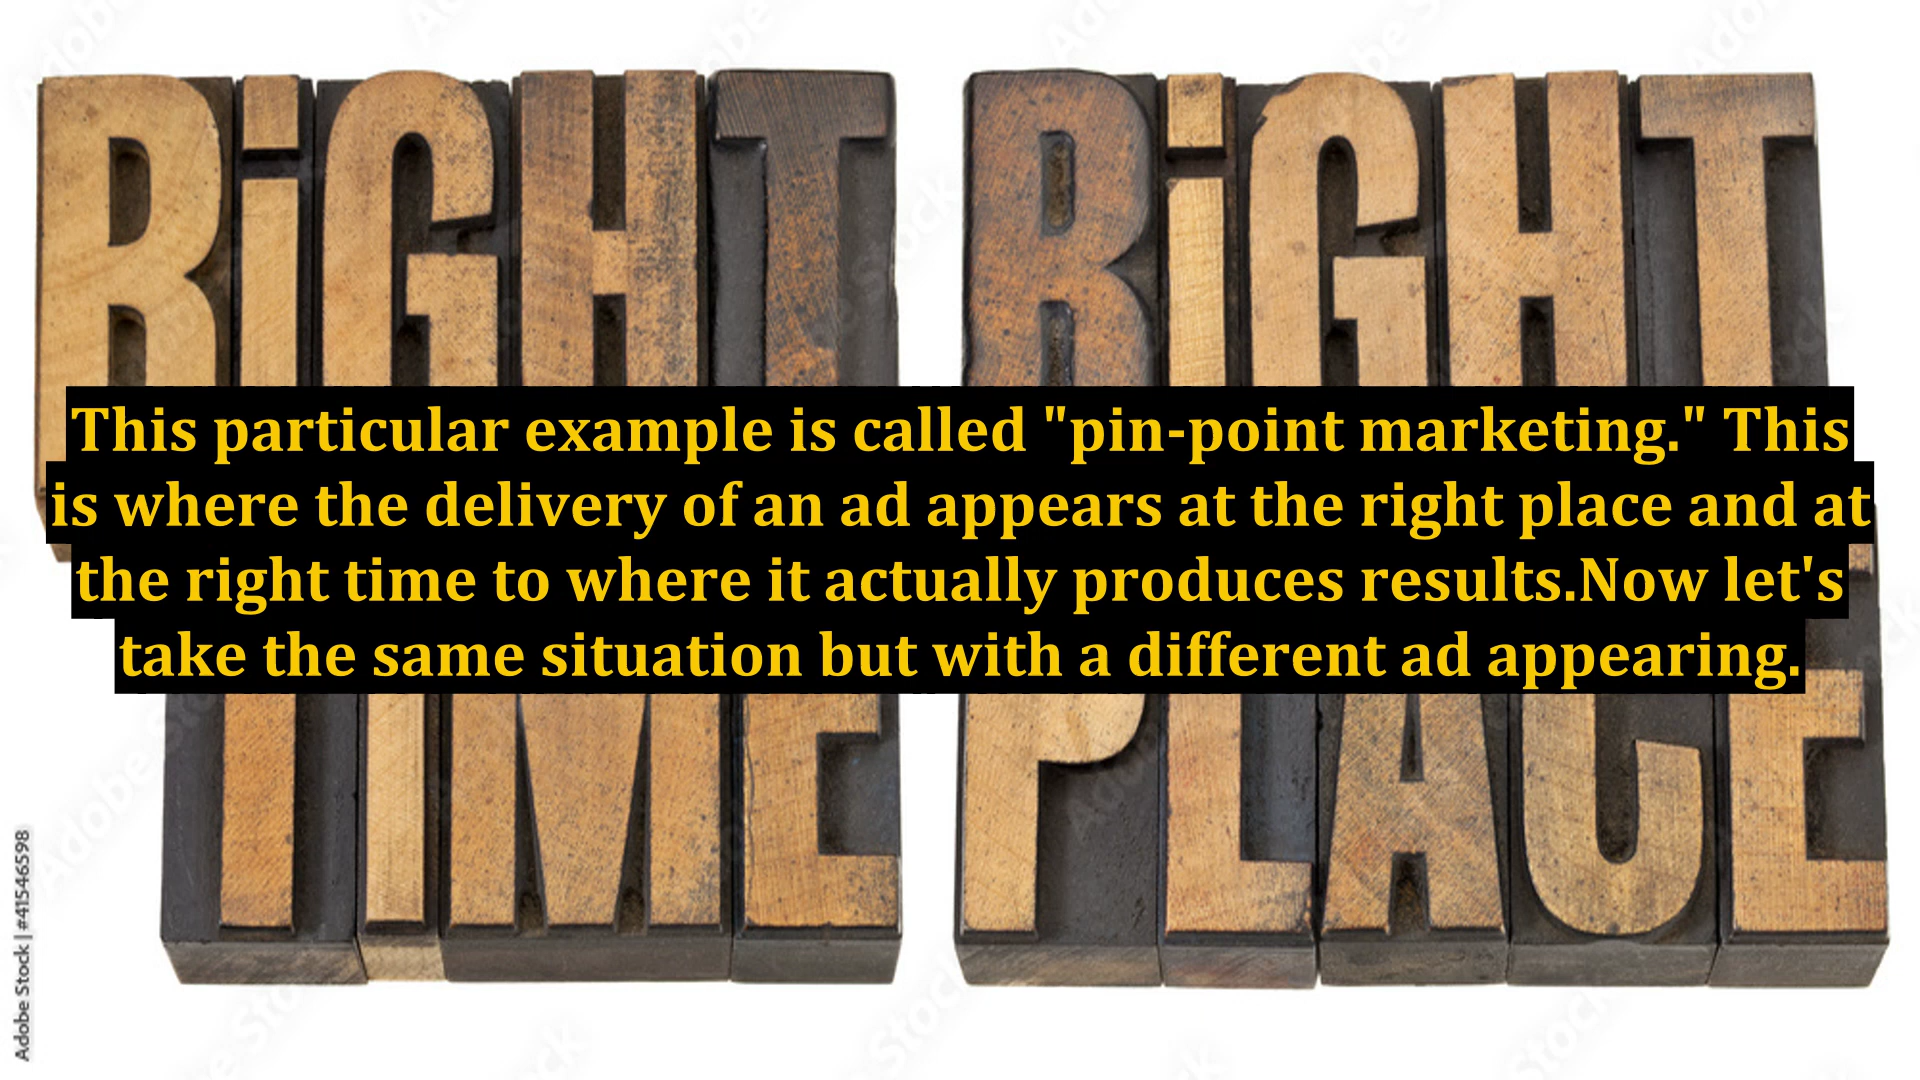 RiGHT RiGHT
This particular example is called "pin-point marketing." This
is where the delivery of an ad appears at the right place and at
the right time to where it actually produces results.Now let's
take the same situation but with a different ad appearing.
TIME PLACE
Adobe Stock | #41546598